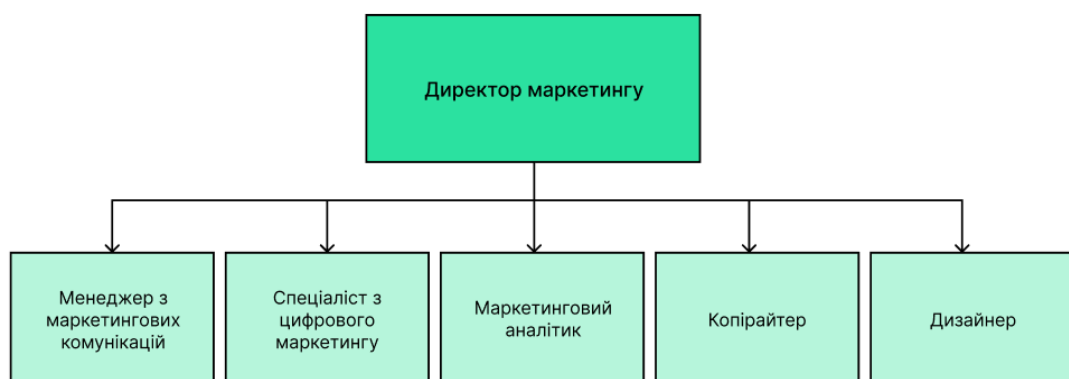 Директор маркетингу
Менеджер з
маркетингових
комунікацій
Спеціаліст з
цифрового
маркетингу
Маркетинговий
аналітик
Копірайтер
Дизайнер